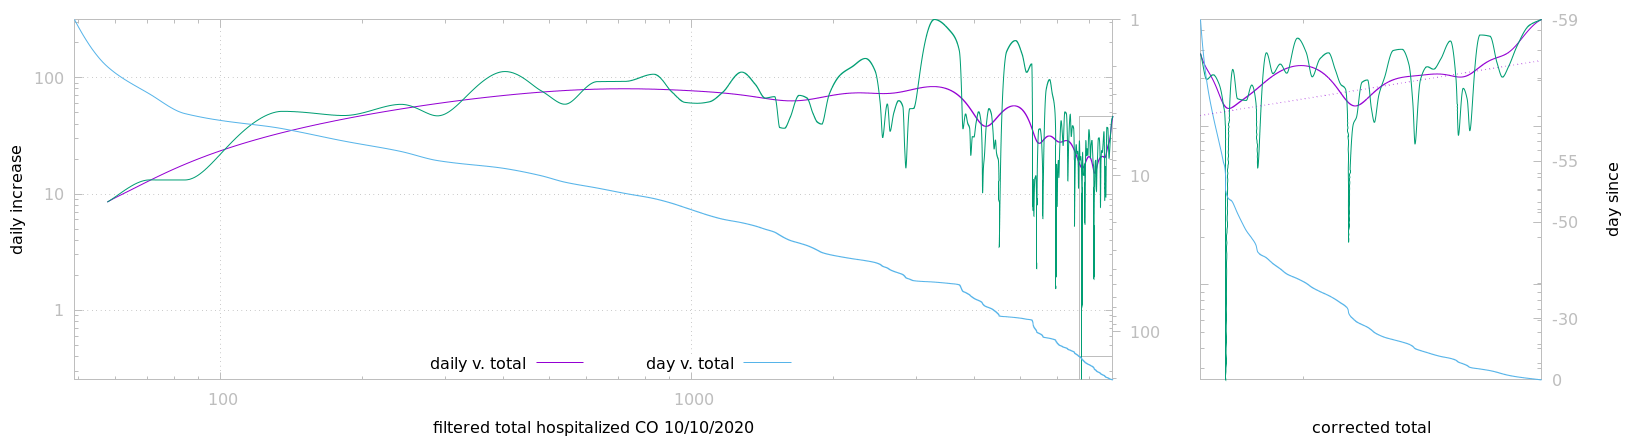 daily increase
100
10
1
daily v. total
day v. total
100
1000
filtered total hospitalized CO 10/10/2020
1
10
100
-59
-55
-50
-30
0
day since
corrected total